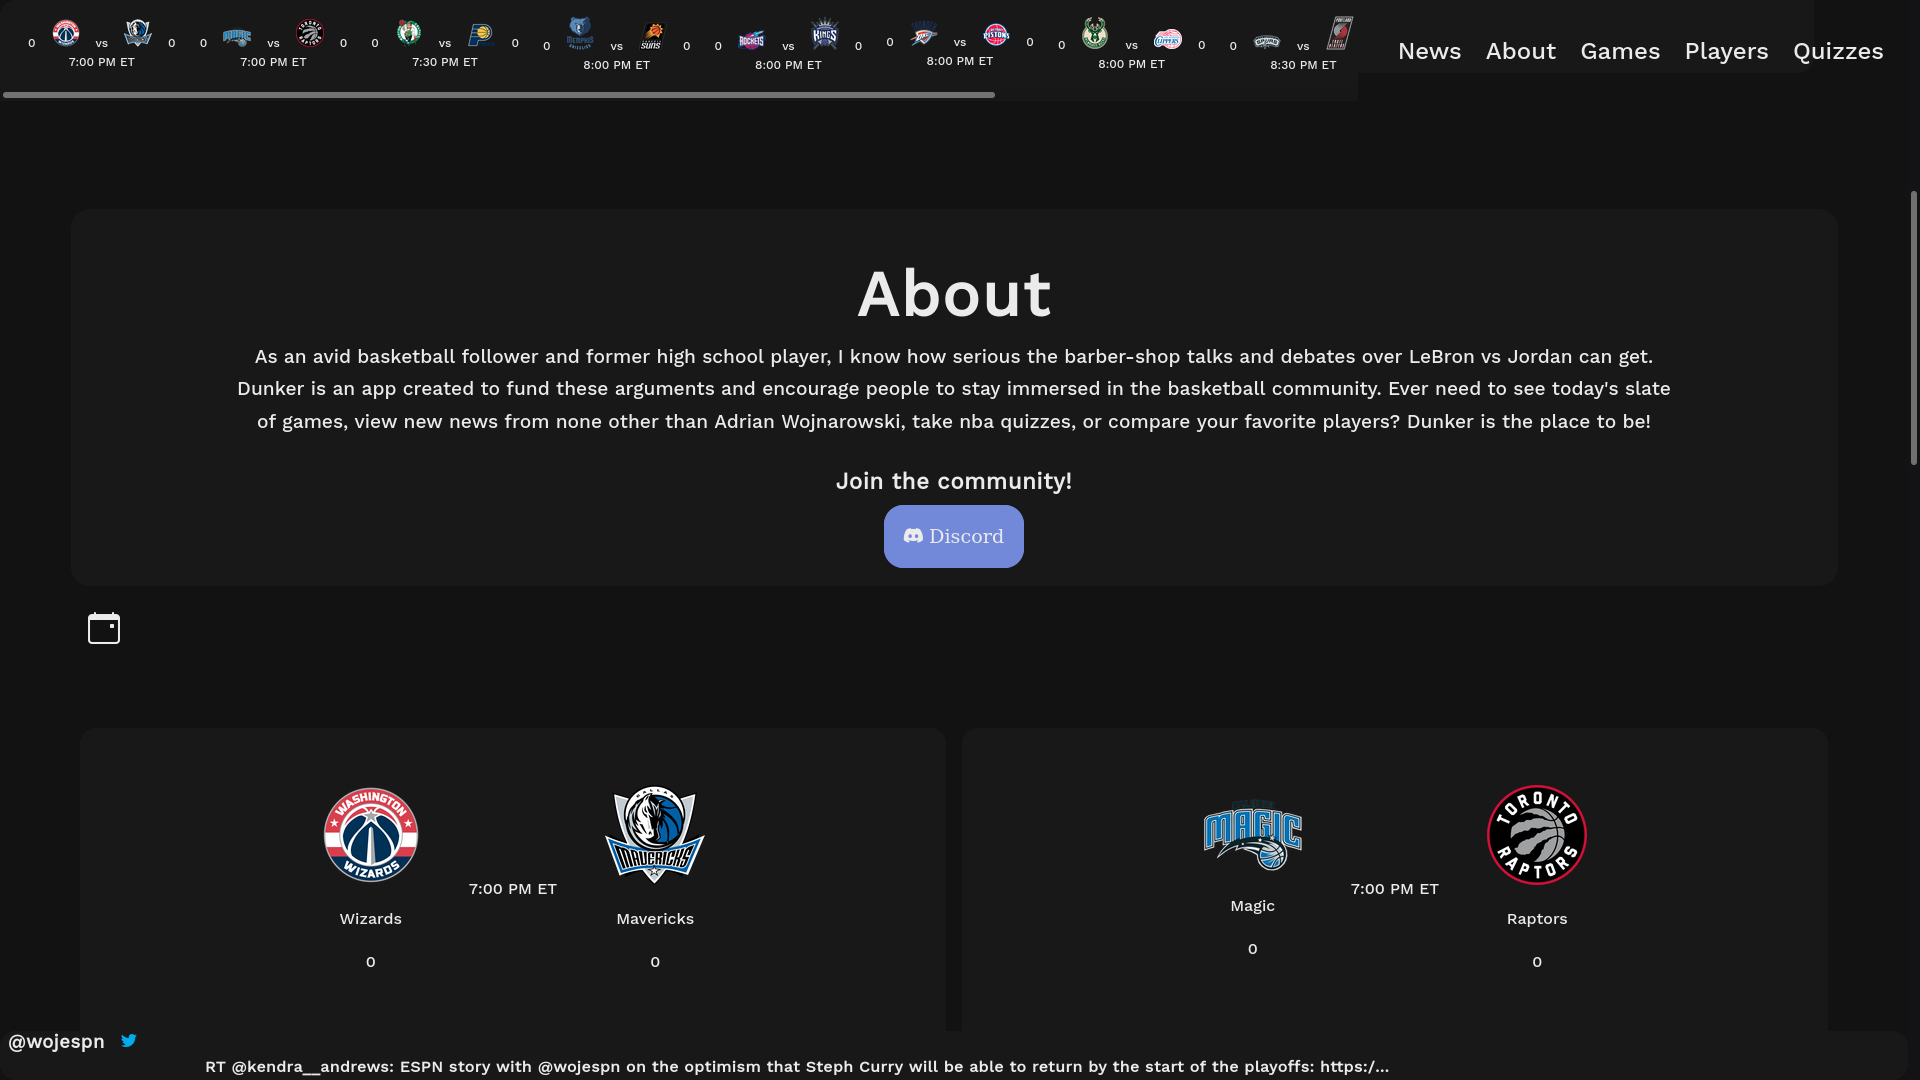 0 vs 0 0 vs 0 0 vs 0 0 vs 0 0 vs 0 0 vs 0 0 vs 0 0 vs
7:00 PM ET 7:00 PM ET 7:30 PM ET 8:00 PM ET 8:00 PM ET 8:00 PM ET 8:00 PM ET 8:30 PM ET
News About Games Players Quizzes
About
As an avid basketball follower and former high school player, I know how serious the barber-shop talks and debates over LeBron vs Jordan can get.
Dunker is an app created to fund these arguments and encourage people to stay immersed in the basketball community. Ever need to see today's slate
of games, view new news from none other than Adrian Wojnarowski, take nba quizzes, or compare your favorite players? Dunker is the place to be!
Join the community!
Discord
WASHINGTON
WIZARDS
DALLAS
MAVERICKS
MAGIC
TORONTO
RAPTORS
7:00 PM ET 7:00 PM ET
Wizards Mavericks Magic Raptors
0 0 0 0
@wojespn
RT @kendra__andrews: ESPN story with @wojespn on the optimism that Steph Curry will be able to return by the start of the playoffs: https:/...